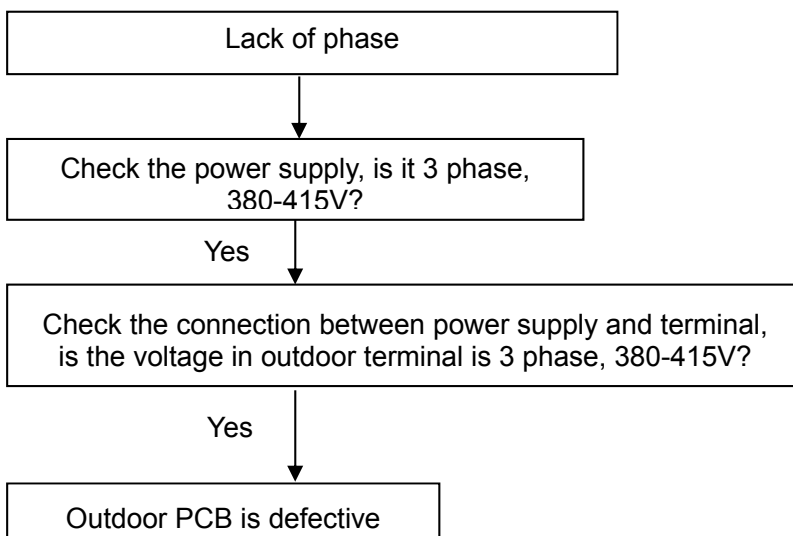 Lack of phase
Check the power supply, is it 3 phase,
380-415V?
Yes
Check the connection between power supply and terminal,
is the voltage in outdoor terminal is 3 phase, 380-415V?
Yes
Outdoor PCB is defective